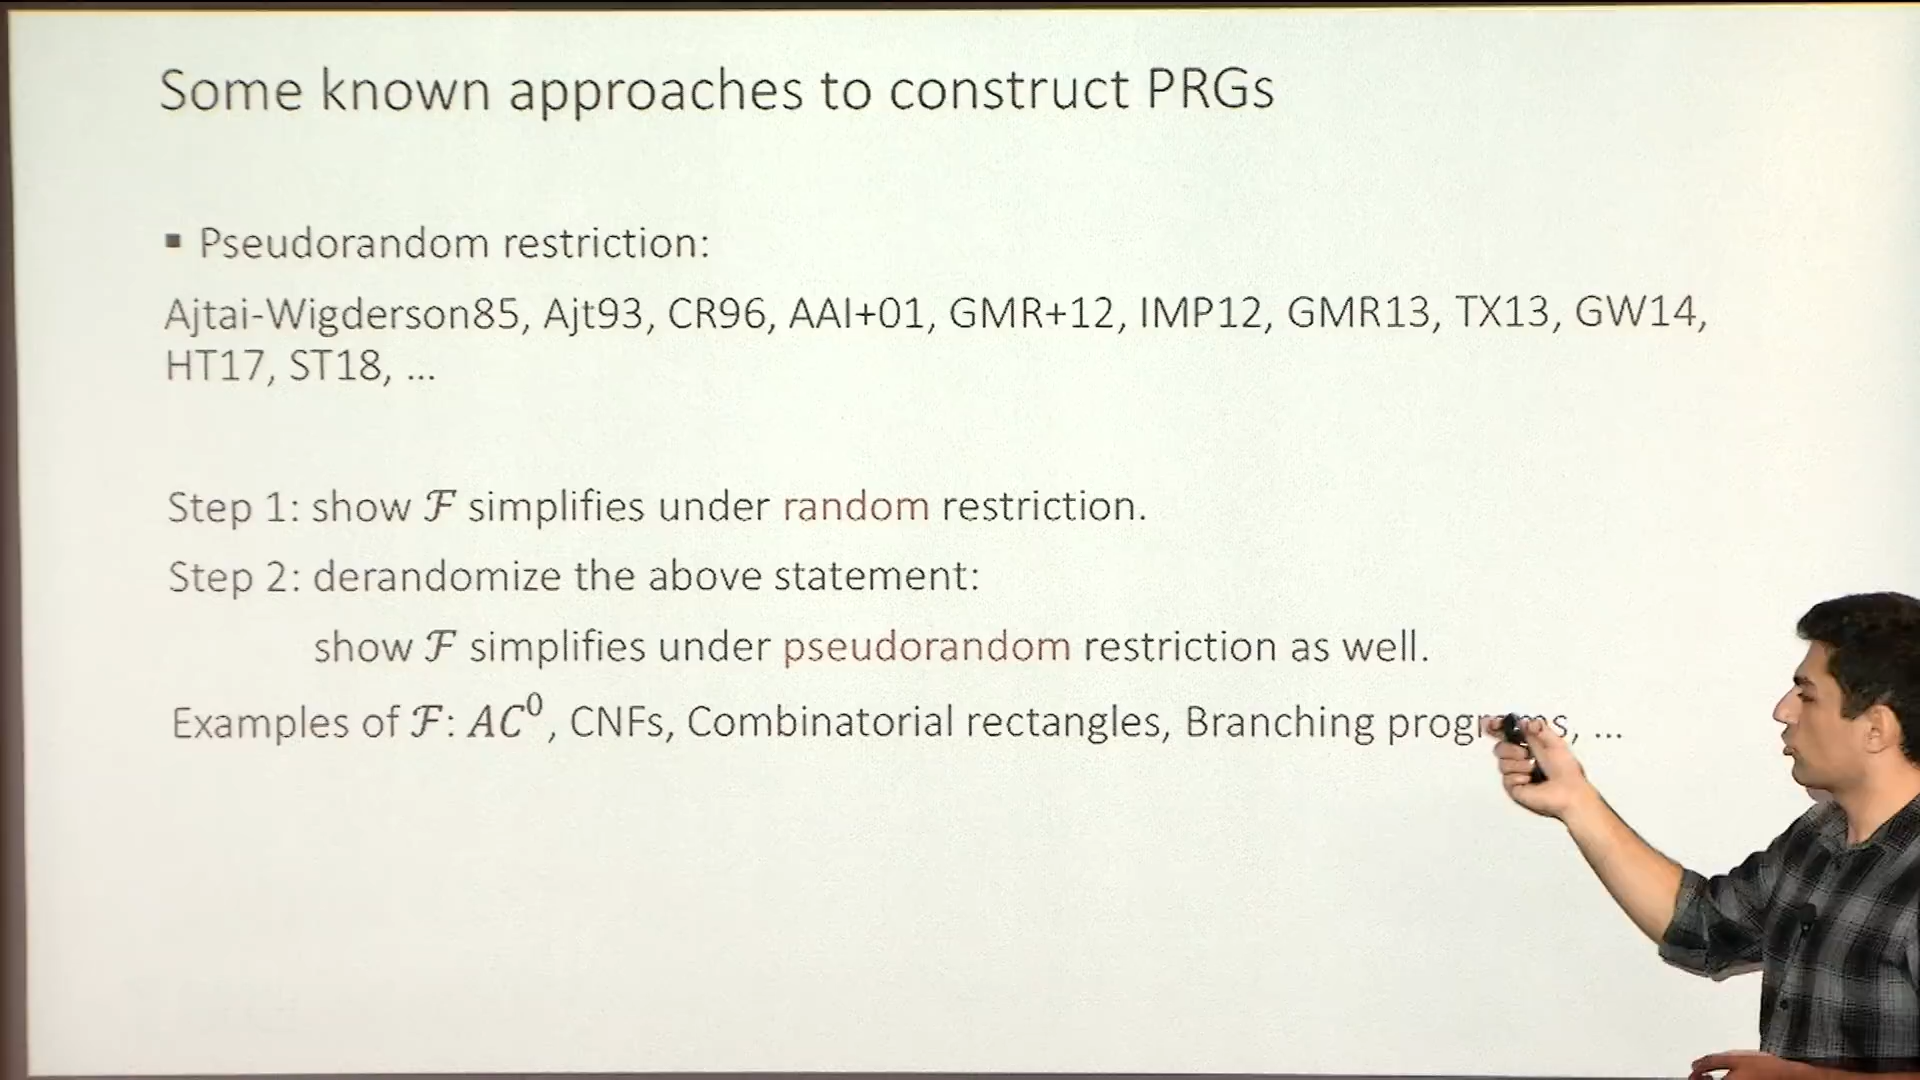 Some known approaches to construct PRGs
▪ Pseudorandom restriction:
Ajtai-Wigderson85, Ajt93, CR96, AAI+01, GMR+12, IMP12, GMR13, TX13, GW14,
HT17, ST18, ...
Step 1: show ℱ simplifies under random restriction.
Step 2: derandomize the above statement:
show ℱ simplifies under pseudorandom restriction as well.
Examples of ℱ: AC⁰, CNFs, Combinatorial rectangles, Branching programs, ...